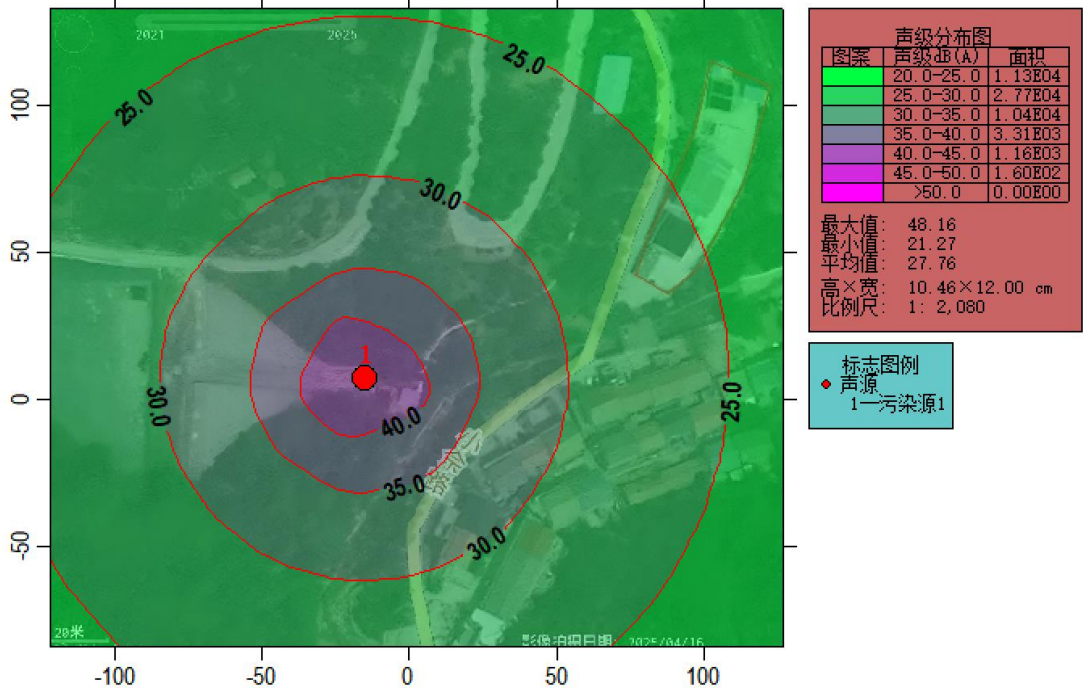 2021 2025
25.0
25.0
30.0
1
30.0
40.0
35.0
30.0
25.0
20米
影像拍摄日期: 2025/04/16
100
50
0
-50
-100 -50 0 50 100
声级分布图
图案 声级dB(A) 面积
20.0-25.0 1.13E04
25.0-30.0 2.77E04
30.0-35.0 1.04E04
35.0-40.0 3.31E03
40.0-45.0 1.16E03
45.0-50.0 1.60E02
>50.0 0.00E00
最大值: 48.16
最小值: 21.27
平均值: 27.76
高×宽: 10.46×12.00 cm
比例尺: 1: 2,080
标志图例
声源
1—污染源1